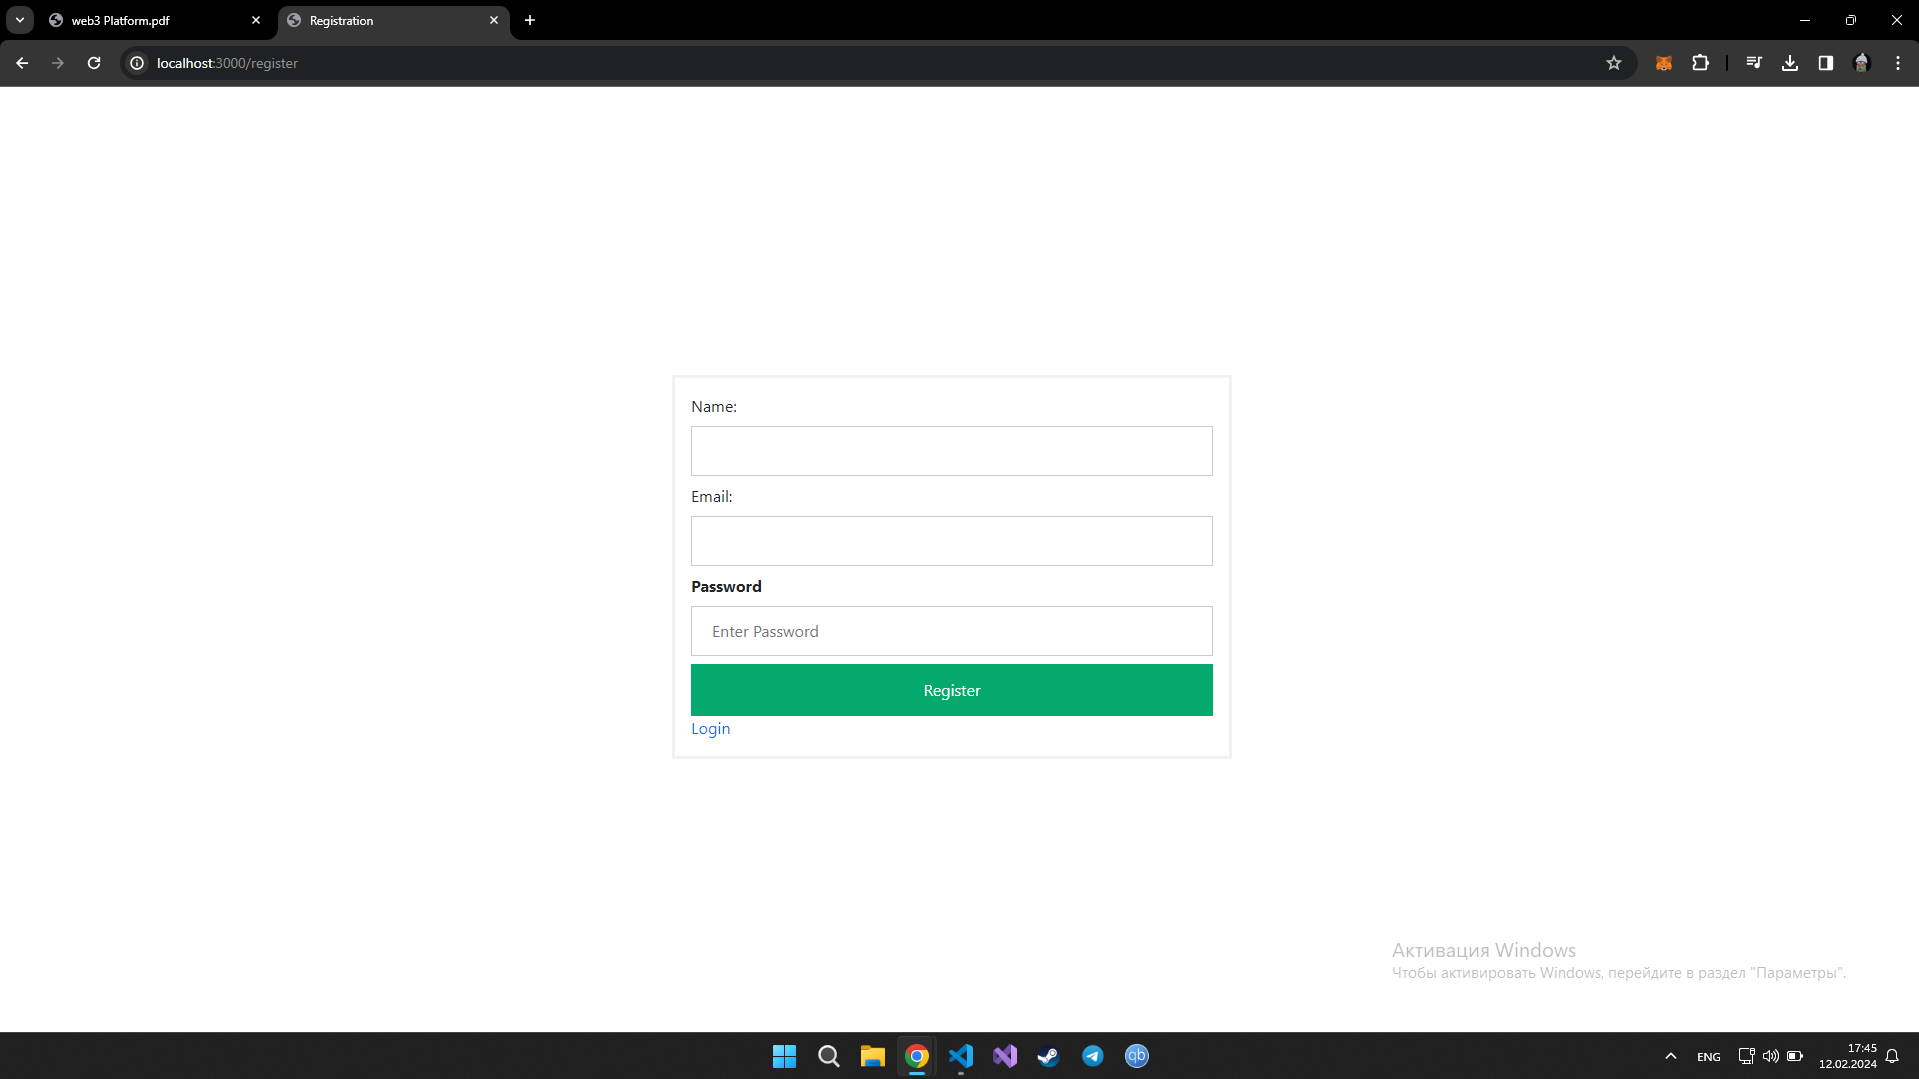 web3 Platform.pdf
Registration
localhost:3000/register
Name:
Email:
Password
Enter Password
Register
Login
Активация Windows
Чтобы активировать Windows, перейдите в раздел "Параметры".
qb
ENG
17:45
12.02.2024